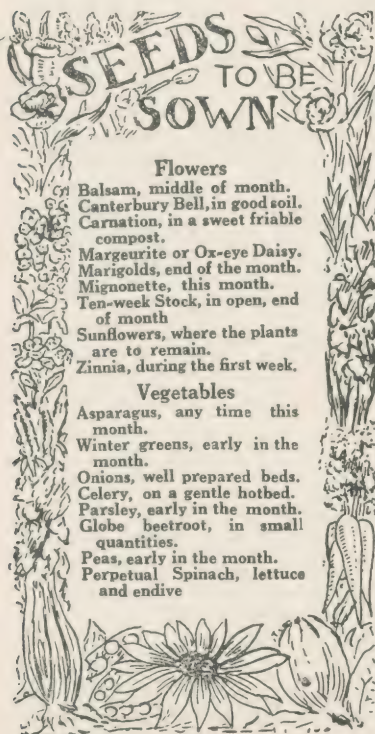 SEEDS
TO BE
SOWN
Flowers
Balsam, middle of month.
Canterbury Bell, in good soil.
Carnation, in a sweet friable
compost.
Margeurite or Ox-eye Daisy.
Marigolds, end of the month.
Mignonette, this month.
Ten-week Stock, in open, end
of month
Sunflowers, where the plants
are to remain.
Zinnia, during the first week.
Vegetables
Asparagus, any time this
month.
Winter greens, early in the
month.
Onions, well prepared beds.
Celery, on a gentle hotbed.
Parsley, early in the month.
Globe beetroot, in small
quantities.
Peas, early in the month.
Perpetual Spinach, lettuce
and endive